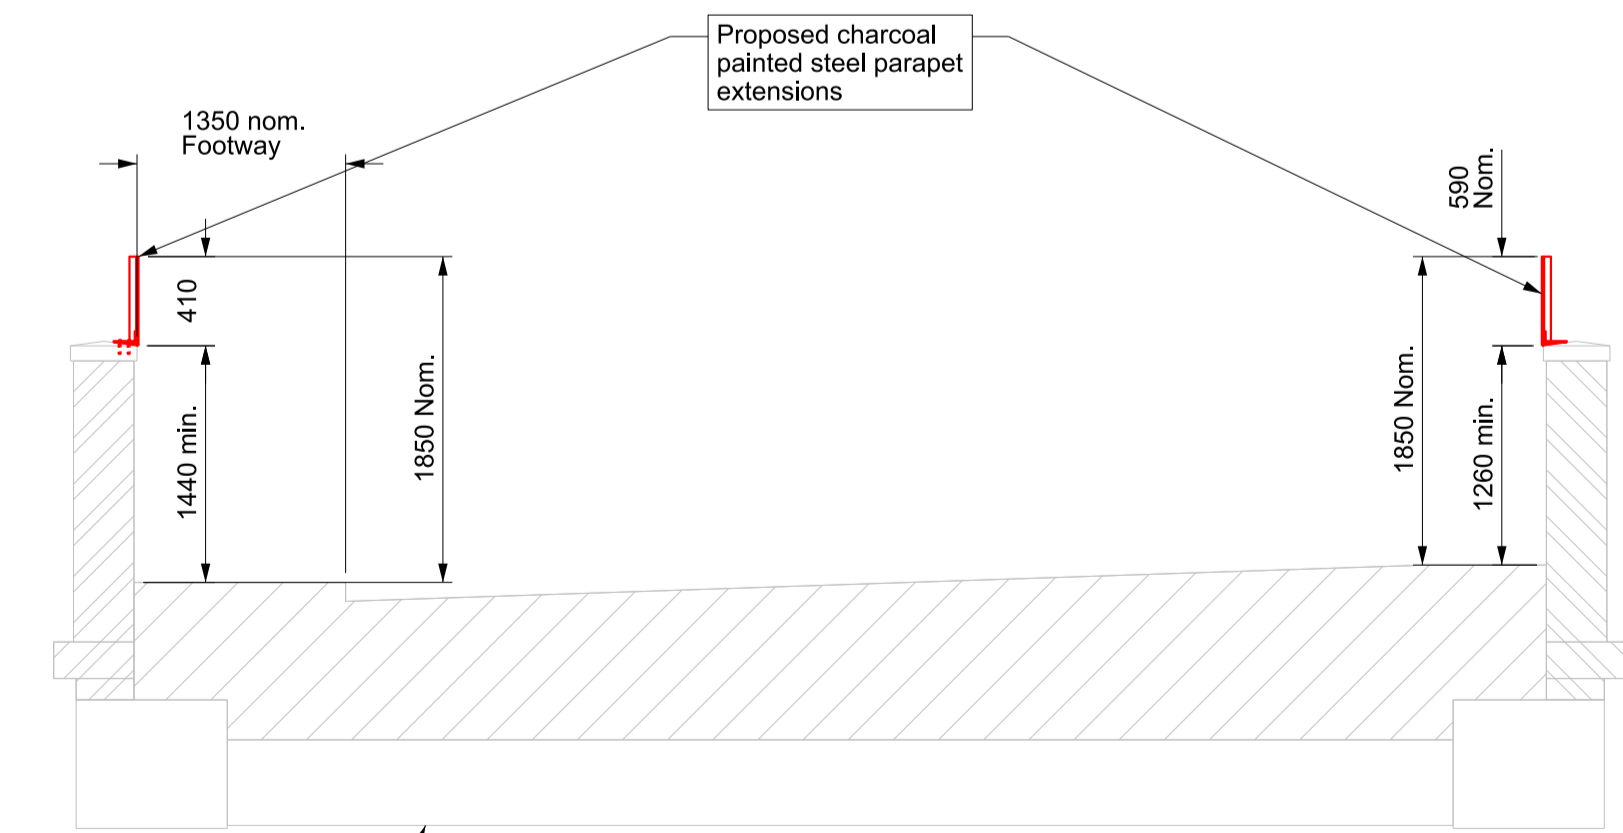 Proposed charcoal
painted steel parapet
extensions
1350 nom.
Footway
590
Nom.
410
1440 min.
1850 Nom.
1850 Nom.
1260 min.